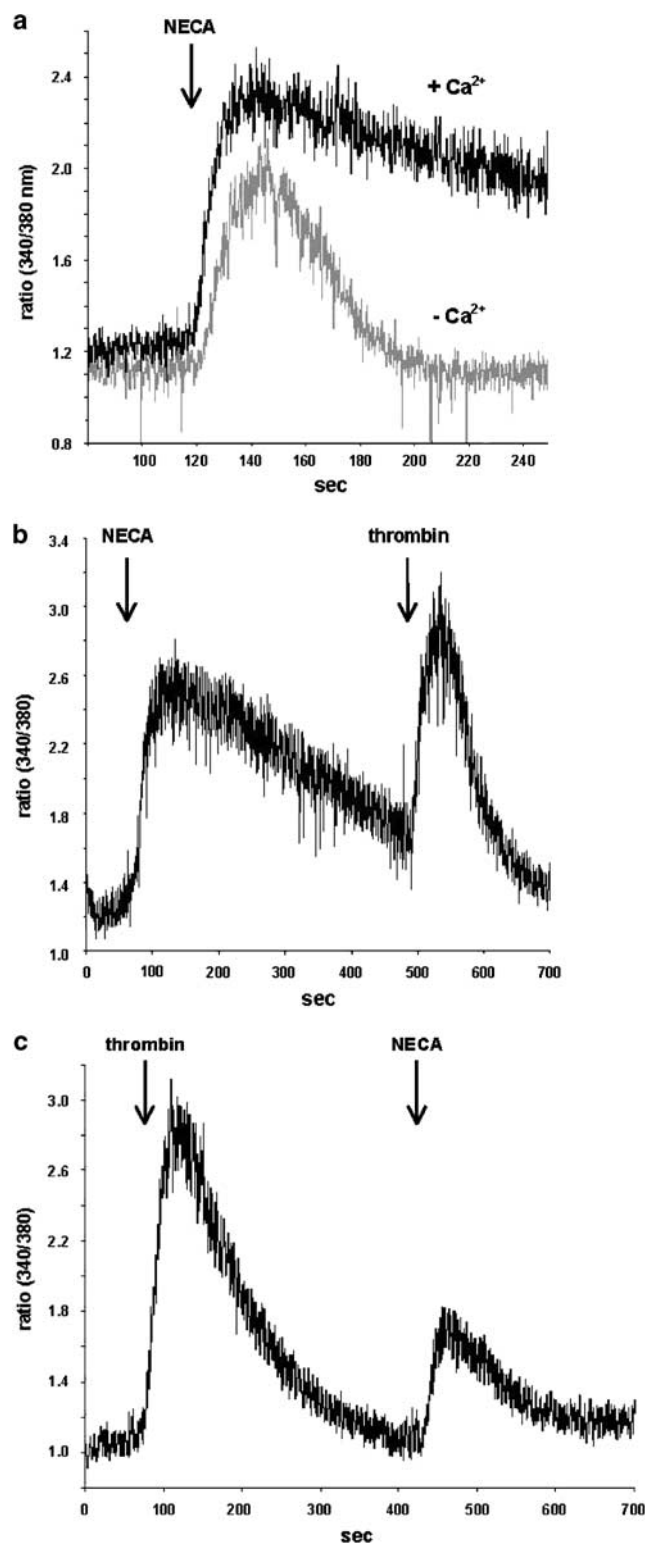 a
NECA
2.4
+ Ca²⁺
2.0
ratio (340/380 nm)
1.6
- Ca²⁺
1.2
0.8
100 120 140 160 180 200 220 240
sec
b
NECA thrombin
3.4
3.0
2.6
ratio (340/380)
2.2
1.8
1.4
1.0
0 100 200 300 400 500 600 700
sec
c
thrombin NECA
3.0
2.6
ratio (340/380)
2.2
1.8
1.4
1.0
0 100 200 300 400 500 600 700
sec